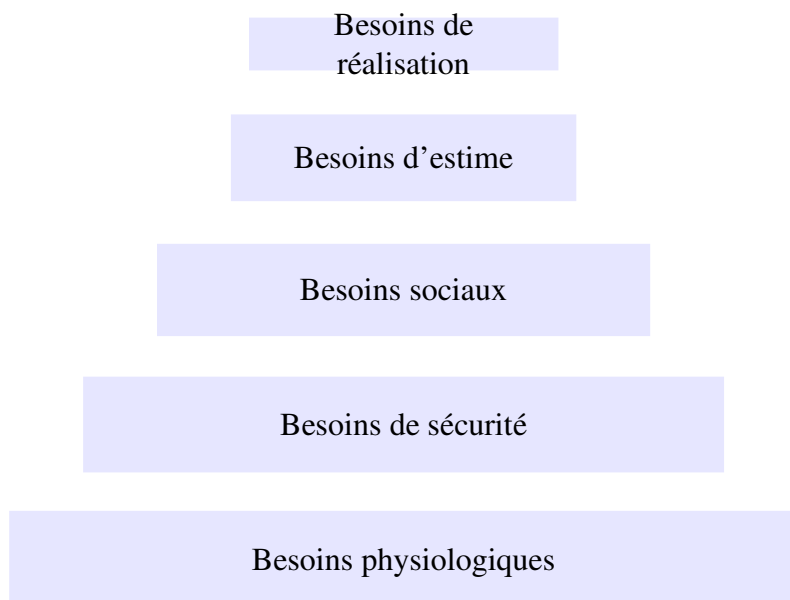 Besoins de
réalisation
Besoins d’estime
Besoins sociaux
Besoins de sécurité
Besoins physiologiques